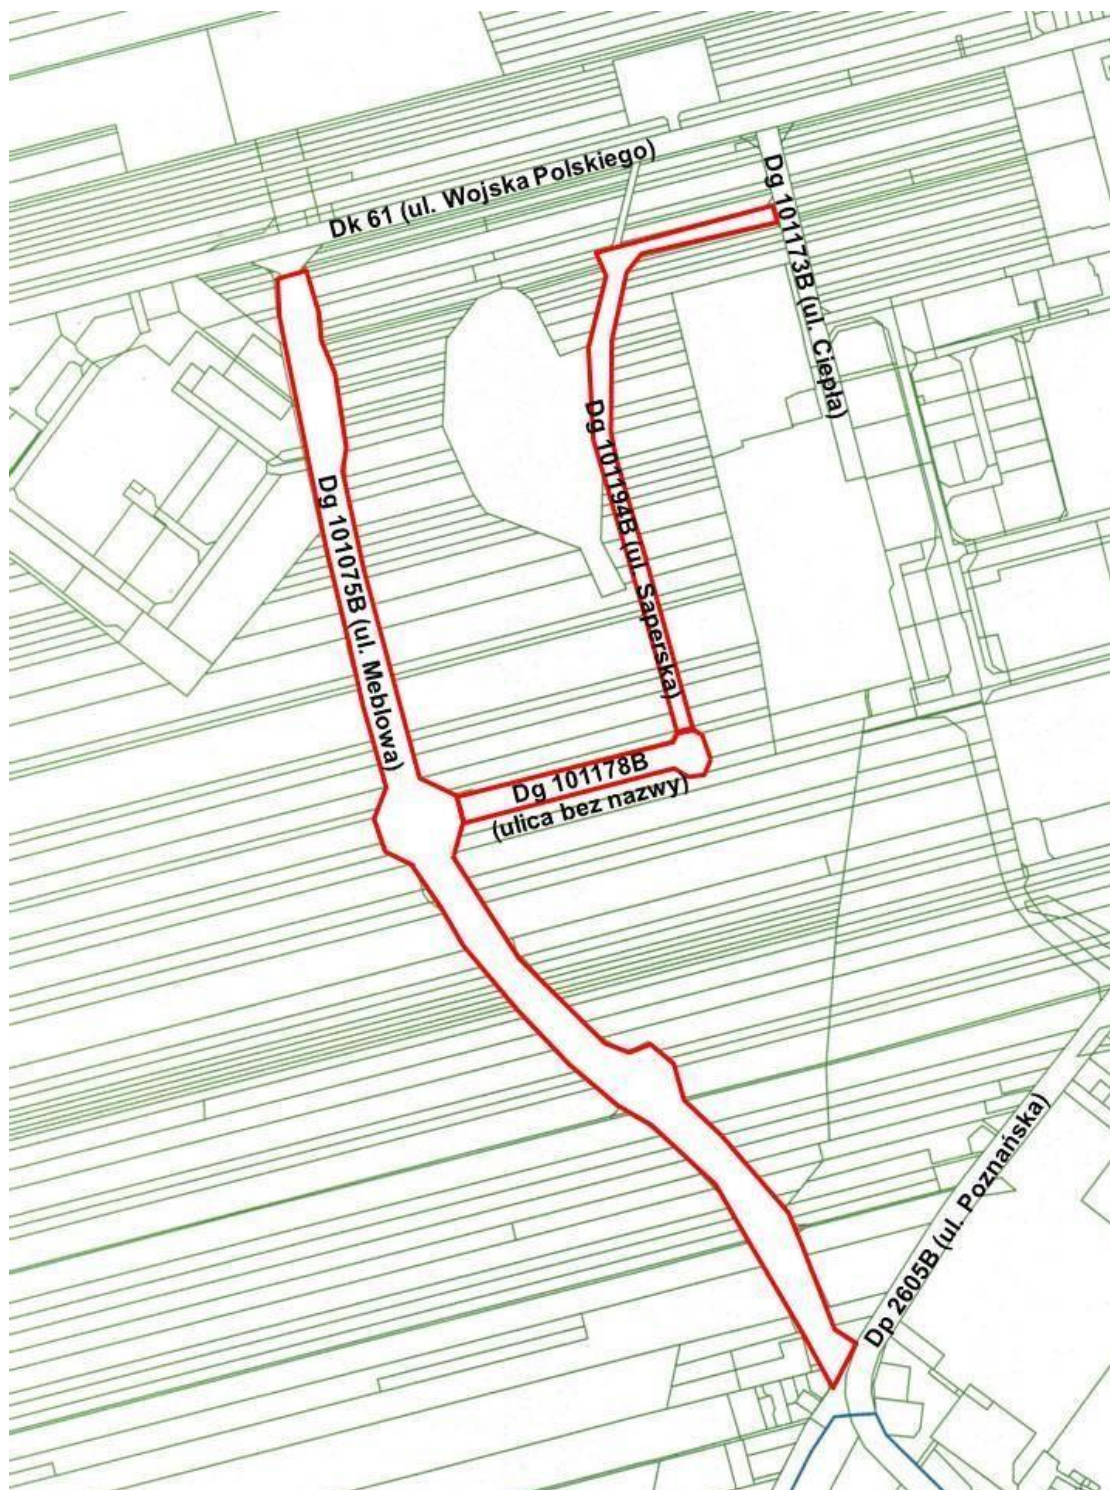 Dk 61 (ul. Wojska Polskiego)
Dg 101173B (ul. Ciepła)
Dg 101194B (ul. Saperska)
Dg 101075B (ul. Meblowa)
Dg 101178B
(ulica bez nazwy)
Dp 2605B (ul. Poznańska)